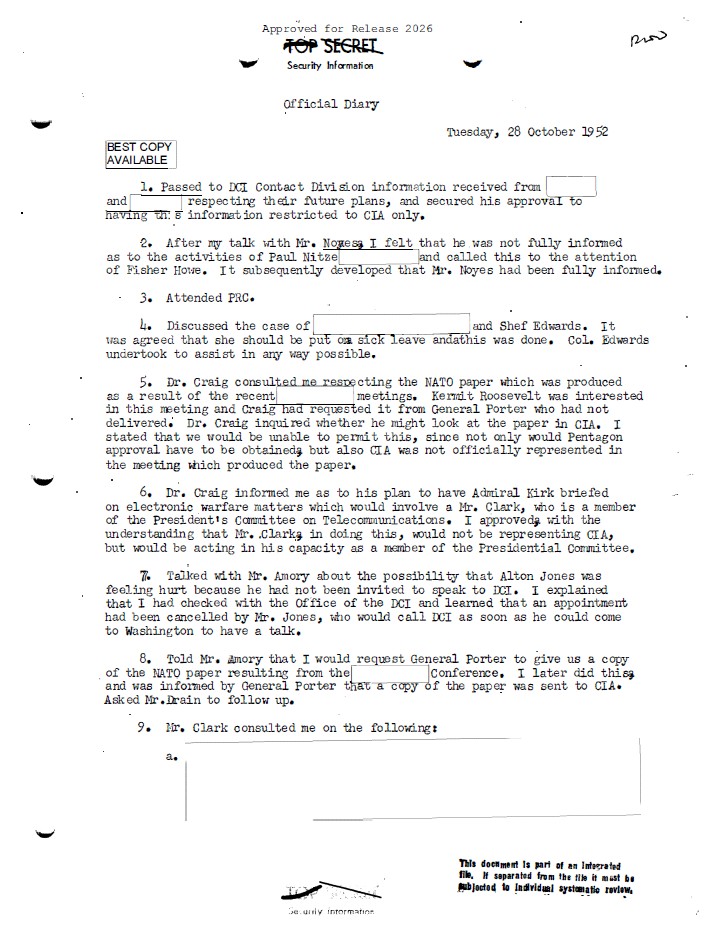 Approved for Release 2026
TOP SECRET
Security Information
Official Diary
Tuesday, 28 October 1952
BEST COPY
AVAILABLE
1. Passed to DCI Contact Division information received from
and respecting their future plans, and secured his approval to
having this information restricted to CIA only.
2. After my talk with Mr. Noyes, I felt that he was not fully informed
as to the activities of Paul Nitze and called this to the attention
of Fisher Howe. It subsequently developed that Mr. Noyes had been fully informed.
3. Attended PRC.
4. Discussed the case of and Shef Edwards. It
was agreed that she should be put on sick leave andathis was done. Col. Edwards
undertook to assist in any way possible.
5. Dr. Craig consulted me respecting the NATO paper which was produced
as a result of the recent meetings. Kermit Roosevelt was interested
in this meeting and Craig had requested it from General Porter who had not
delivered. Dr. Craig inquired whether he might look at the paper in CIA. I
stated that we would be unable to permit this, since not only would Pentagon
approval have to be obtained, but also CIA was not officially represented in
the meeting which produced the paper.
6. Dr. Craig informed me as to his plan to have Admiral Kirk briefed
on electronic warfare matters which would involve a Mr. Clark, who is a member
of the President's Committee on Telecommunications. I approved, with the
understanding that Mr. Clark, in doing this, would not be representing CIA,
but would be acting in his capacity as a member of the Presidential Committee.
7. Talked with Mr. Amory about the possibility that Alton Jones was
feeling hurt because he had not been invited to speak to DCI. I explained
that I had checked with the Office of the DCI and learned that an appointment
had been cancelled by Mr. Jones, who would call DCI as soon as he could come
to Washington to have a talk.
8. Told Mr. Amory that I would request General Porter to give us a copy
of the NATO paper resulting from the Conference. I later did this,
and was informed by General Porter that a copy of the paper was sent to CIA.
Asked Mr.Drain to follow up.
9. Mr. Clark consulted me on the following:
a.
This document is part of an integrated
file. If separated from the file it must be
subjected to individual systematic review.
Security Information